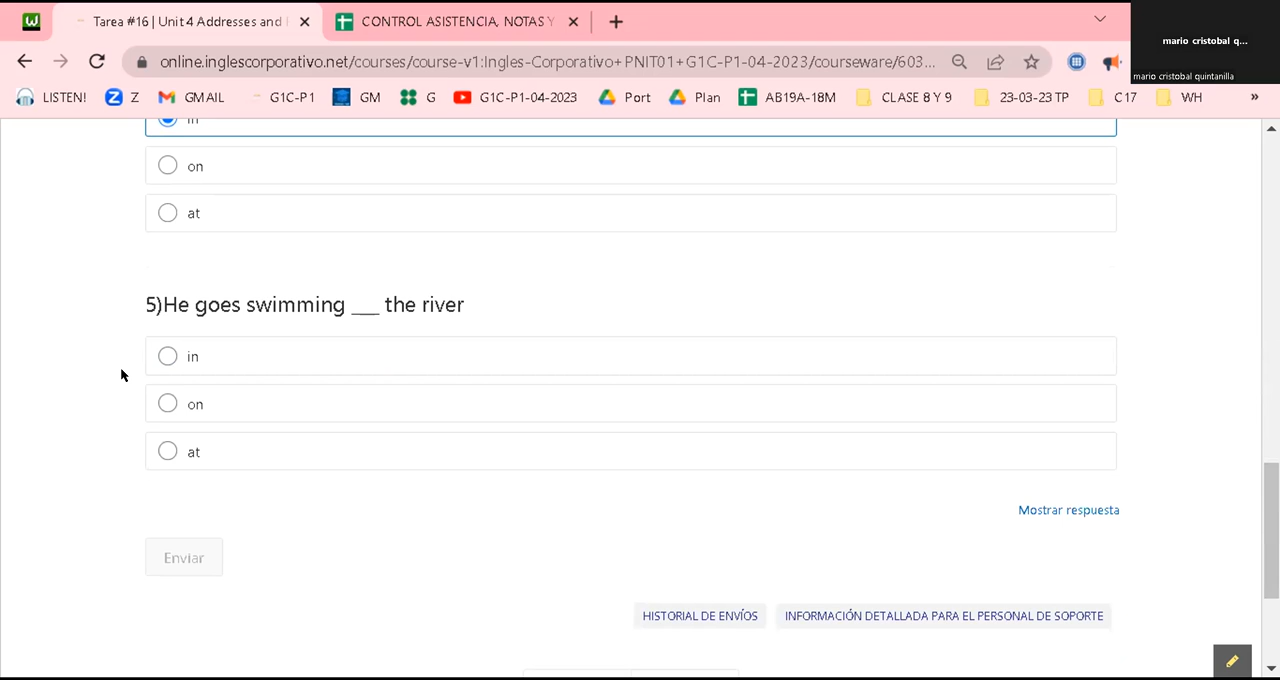 Tarea #16 | Unit 4 Addresses and
CONTROL ASISTENCIA, NOTAS Y
mario cristobal q...
mario cristobal quintanilla
online.inglescorporativo.net/courses/course-v1:Ingles-Corporativo+PNIT01+G1C-P1-04-2023/courseware/603...
LISTEN!
Z
GMAIL
G1C-P1
GM
G
G1C-P1-04-2023
Port
Plan
AB19A-18M
CLASE 8 Y 9
23-03-23 TP
C17
WH
»
in
on
at
5)He goes swimming ___ the river
in
on
at
Mostrar respuesta
Enviar
HISTORIAL DE ENVÍOS
INFORMACIÓN DETALLADA PARA EL PERSONAL DE SOPORTE